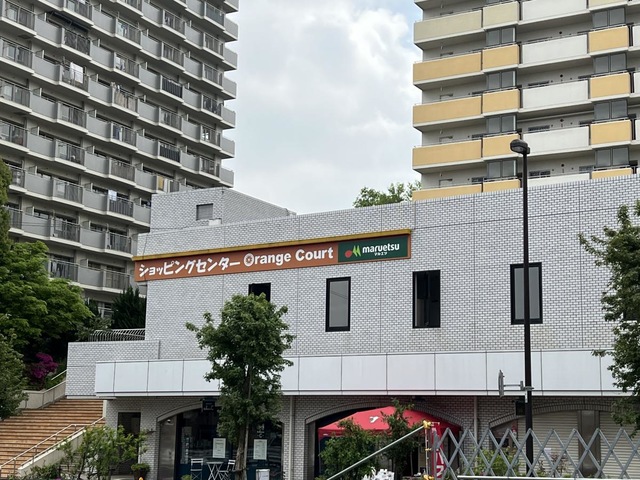 ショッピングセンター Orange Court
maruetsu
マルエツ